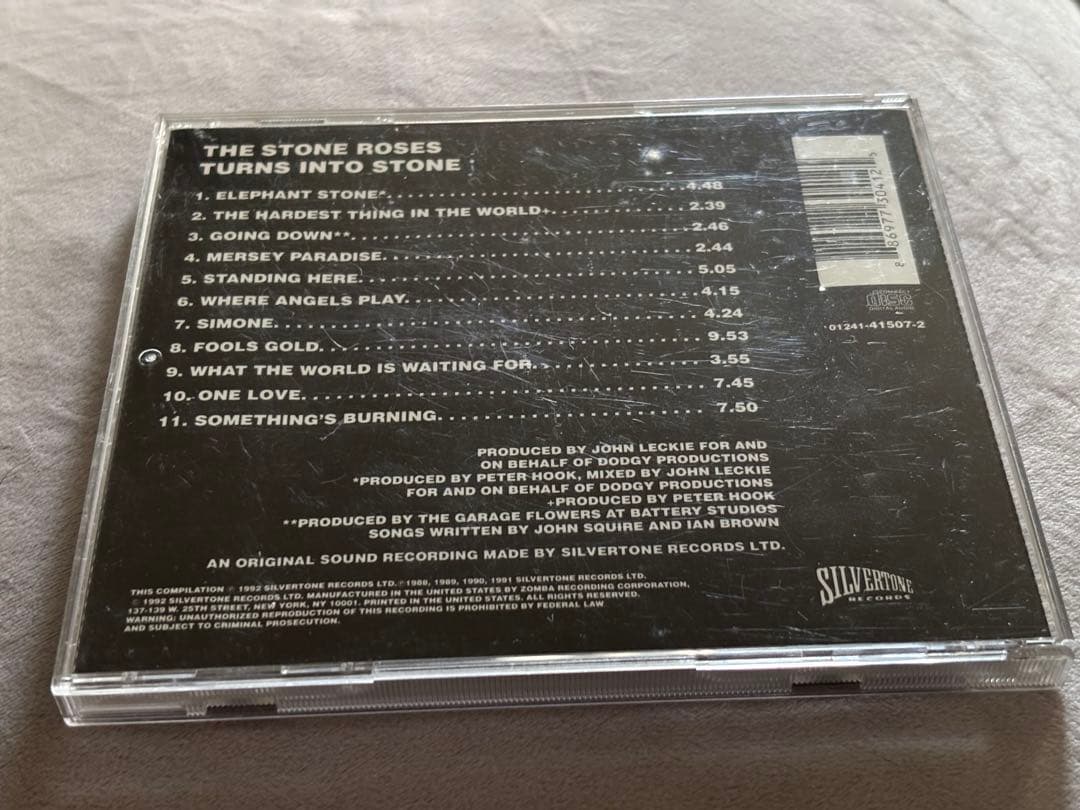 THE STONE ROSES
TURNS INTO STONE
1. ELEPHANT STONE*. 4.48
2. THE HARDEST THING IN THE WORLD+. 2.39
3. GOING DOWN**. 2.46
4. MERSEY PARADISE. 2.44
5. STANDING HERE. 5.05
6. WHERE ANGELS PLAY. 4.15
7. SIMONE. 4.24
8. FOOLS GOLD. 9.53
9. WHAT THE WORLD IS WAITING FOR. 3.55
10. ONE LOVE. 7.45
11. SOMETHING'S BURNING. 7.50
PRODUCED BY JOHN LECKIE FOR AND
ON BEHALF OF DODGY PRODUCTIONS
*PRODUCED BY PETER HOOK, MIXED BY JOHN LECKIE
FOR AND ON BEHALF OF DODGY PRODUCTIONS
+PRODUCED BY PETER HOOK
**PRODUCED BY THE GARAGE FLOWERS AT BATTERY STUDIOS
SONGS WRITTEN BY JOHN SQUIRE AND IAN BROWN
AN ORIGINAL SOUND RECORDING MADE BY SILVERTONE RECORDS LTD.
THIS COMPILATION ℗ 1992 SILVERTONE RECORDS LTD. ℗ 1988, 1989, 1990, 1991 SILVERTONE RECORDS LTD.
© 1992 SILVERTONE RECORDS LTD. MANUFACTURED IN THE UNITED STATES BY ZOMBA RECORDING CORPORATION,
137-139 W. 25TH STREET, NEW YORK, NY 10001. PRINTED IN THE UNITED STATES. ALL RIGHTS RESERVED.
WARNING: UNAUTHORIZED REPRODUCTION OF THIS RECORDING IS PROHIBITED BY FEDERAL LAW
AND SUBJECT TO CRIMINAL PROSECUTION.
8 86977 30412 5
COMPACT
disc
DIGITAL AUDIO
01241-41507-2
SILVERTONE
RECORDS